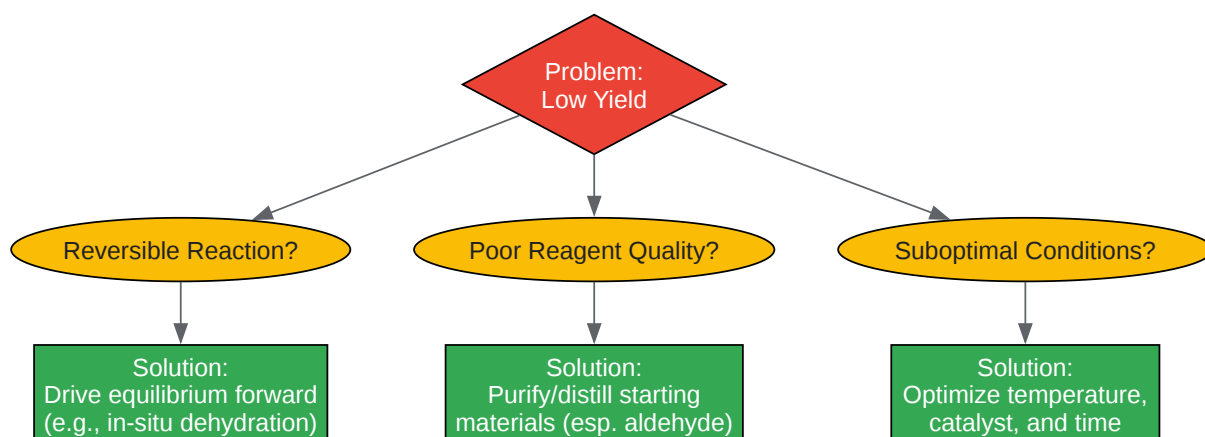 Problem:
Low Yield
Reversible Reaction?
Poor Reagent Quality?
Suboptimal Conditions?
Solution:
Drive equilibrium forward
(e.g., in-situ dehydration)
Solution:
Purify/distill starting
materials (esp. aldehyde)
Solution:
Optimize temperature,
catalyst, and time